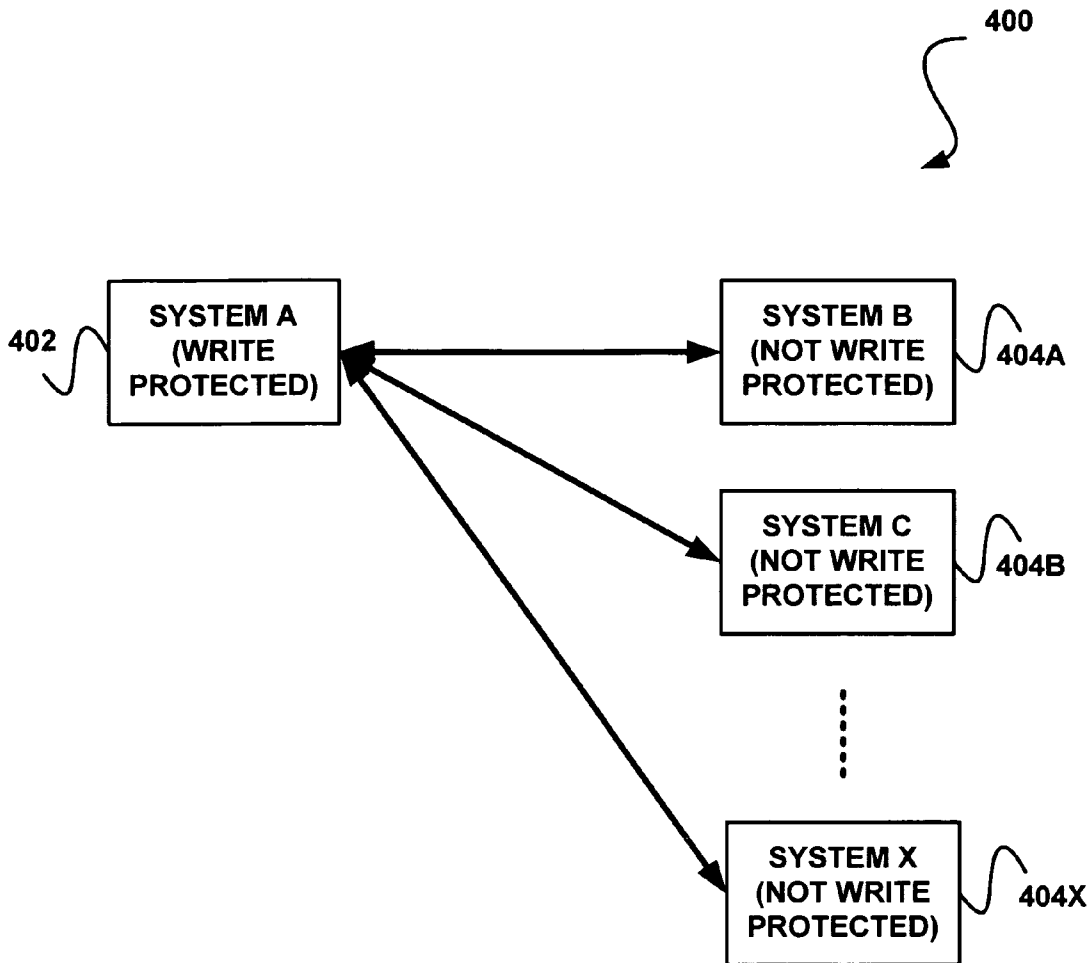 400
SYSTEM A
(WRITE
PROTECTED)
402
SYSTEM B
(NOT WRITE
PROTECTED)
404A
SYSTEM C
(NOT WRITE
PROTECTED)
404B
SYSTEM X
(NOT WRITE
PROTECTED)
404X